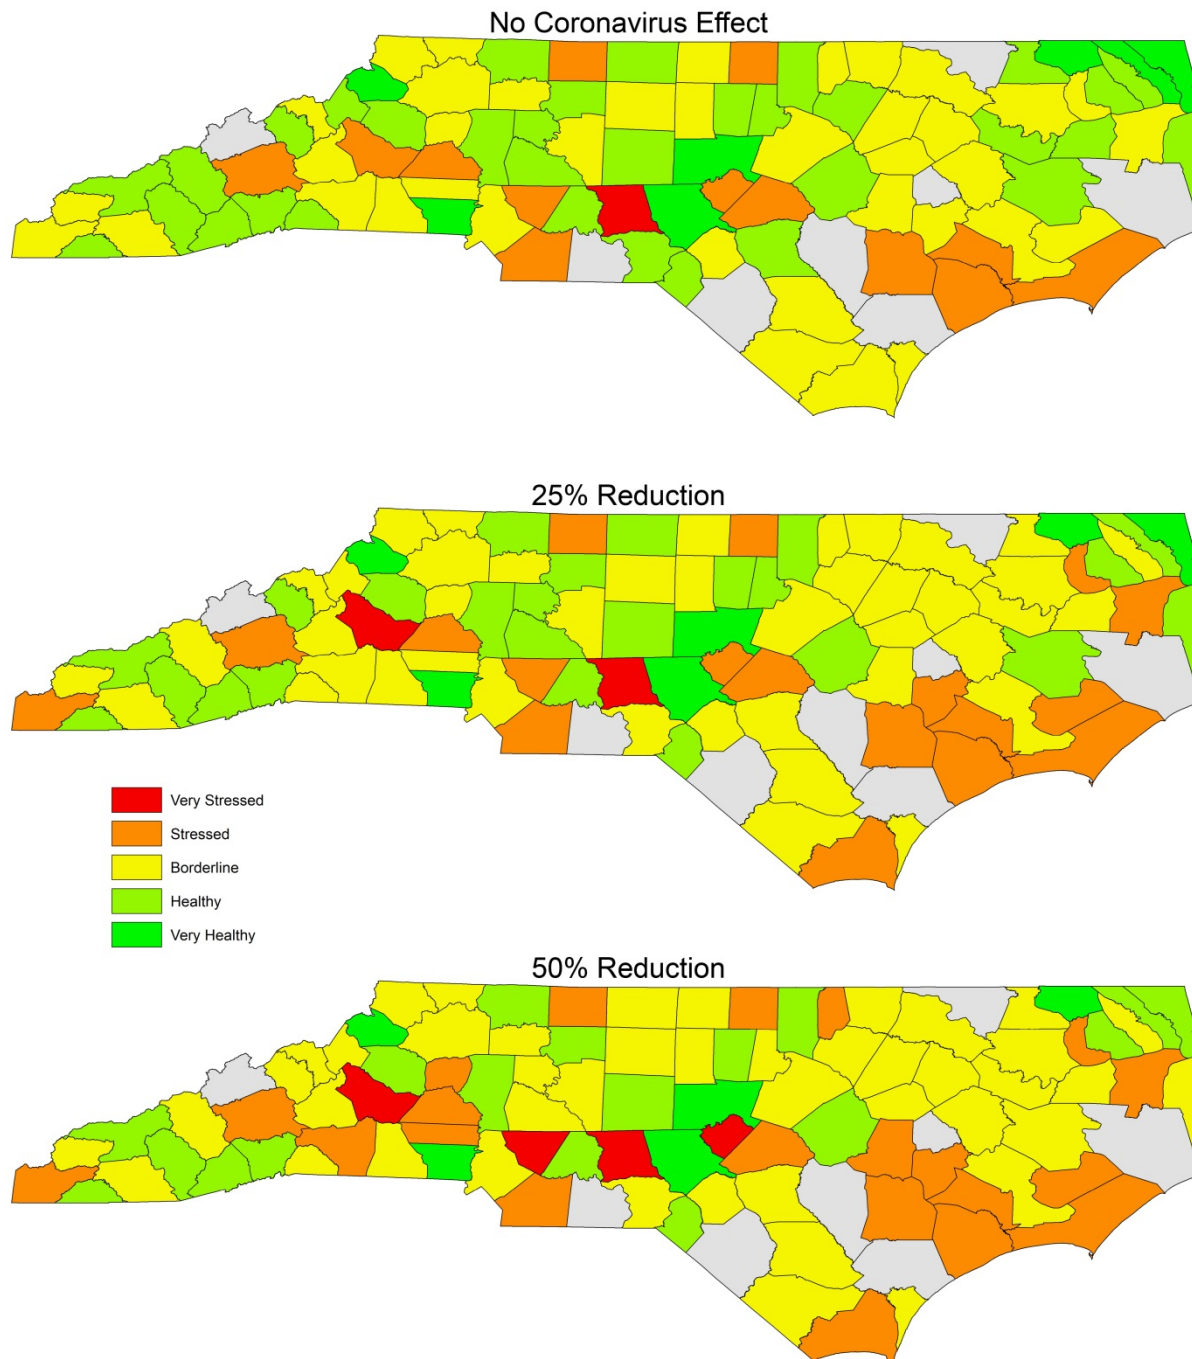 No Coronavirus Effect
25% Reduction
Very Stressed
Stressed
Borderline
Healthy
Very Healthy
50% Reduction